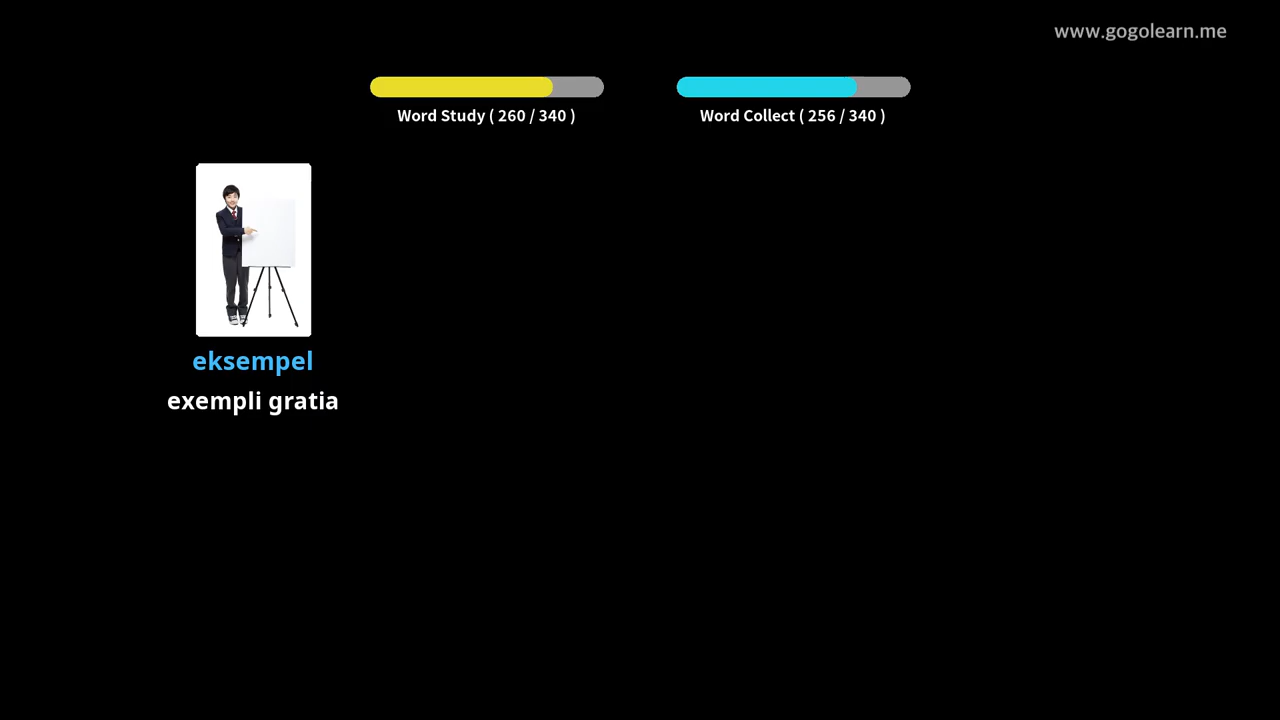 www.gogolearn.me
Word Study ( 260 / 340 )
Word Collect ( 256 / 340 )
eksempel
exempli gratia